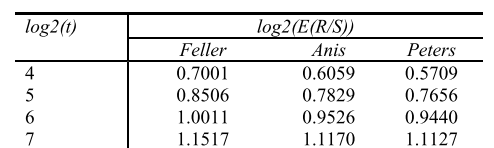 log2(t) log2(E(R/S))
Feller Anis Peters
4 0.7001 0.6059 0.5709
5 0.8506 0.7829 0.7656
6 1.0011 0.9526 0.9440
7 1.1517 1.1170 1.1127